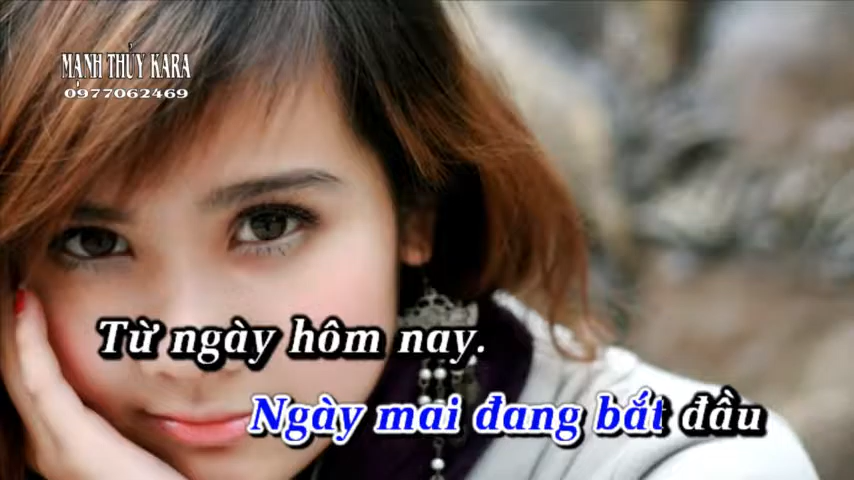 MẠNH THỦY KARA
0977062469
Từ ngày hôm nay.
Ngày mai đang bắt đầu